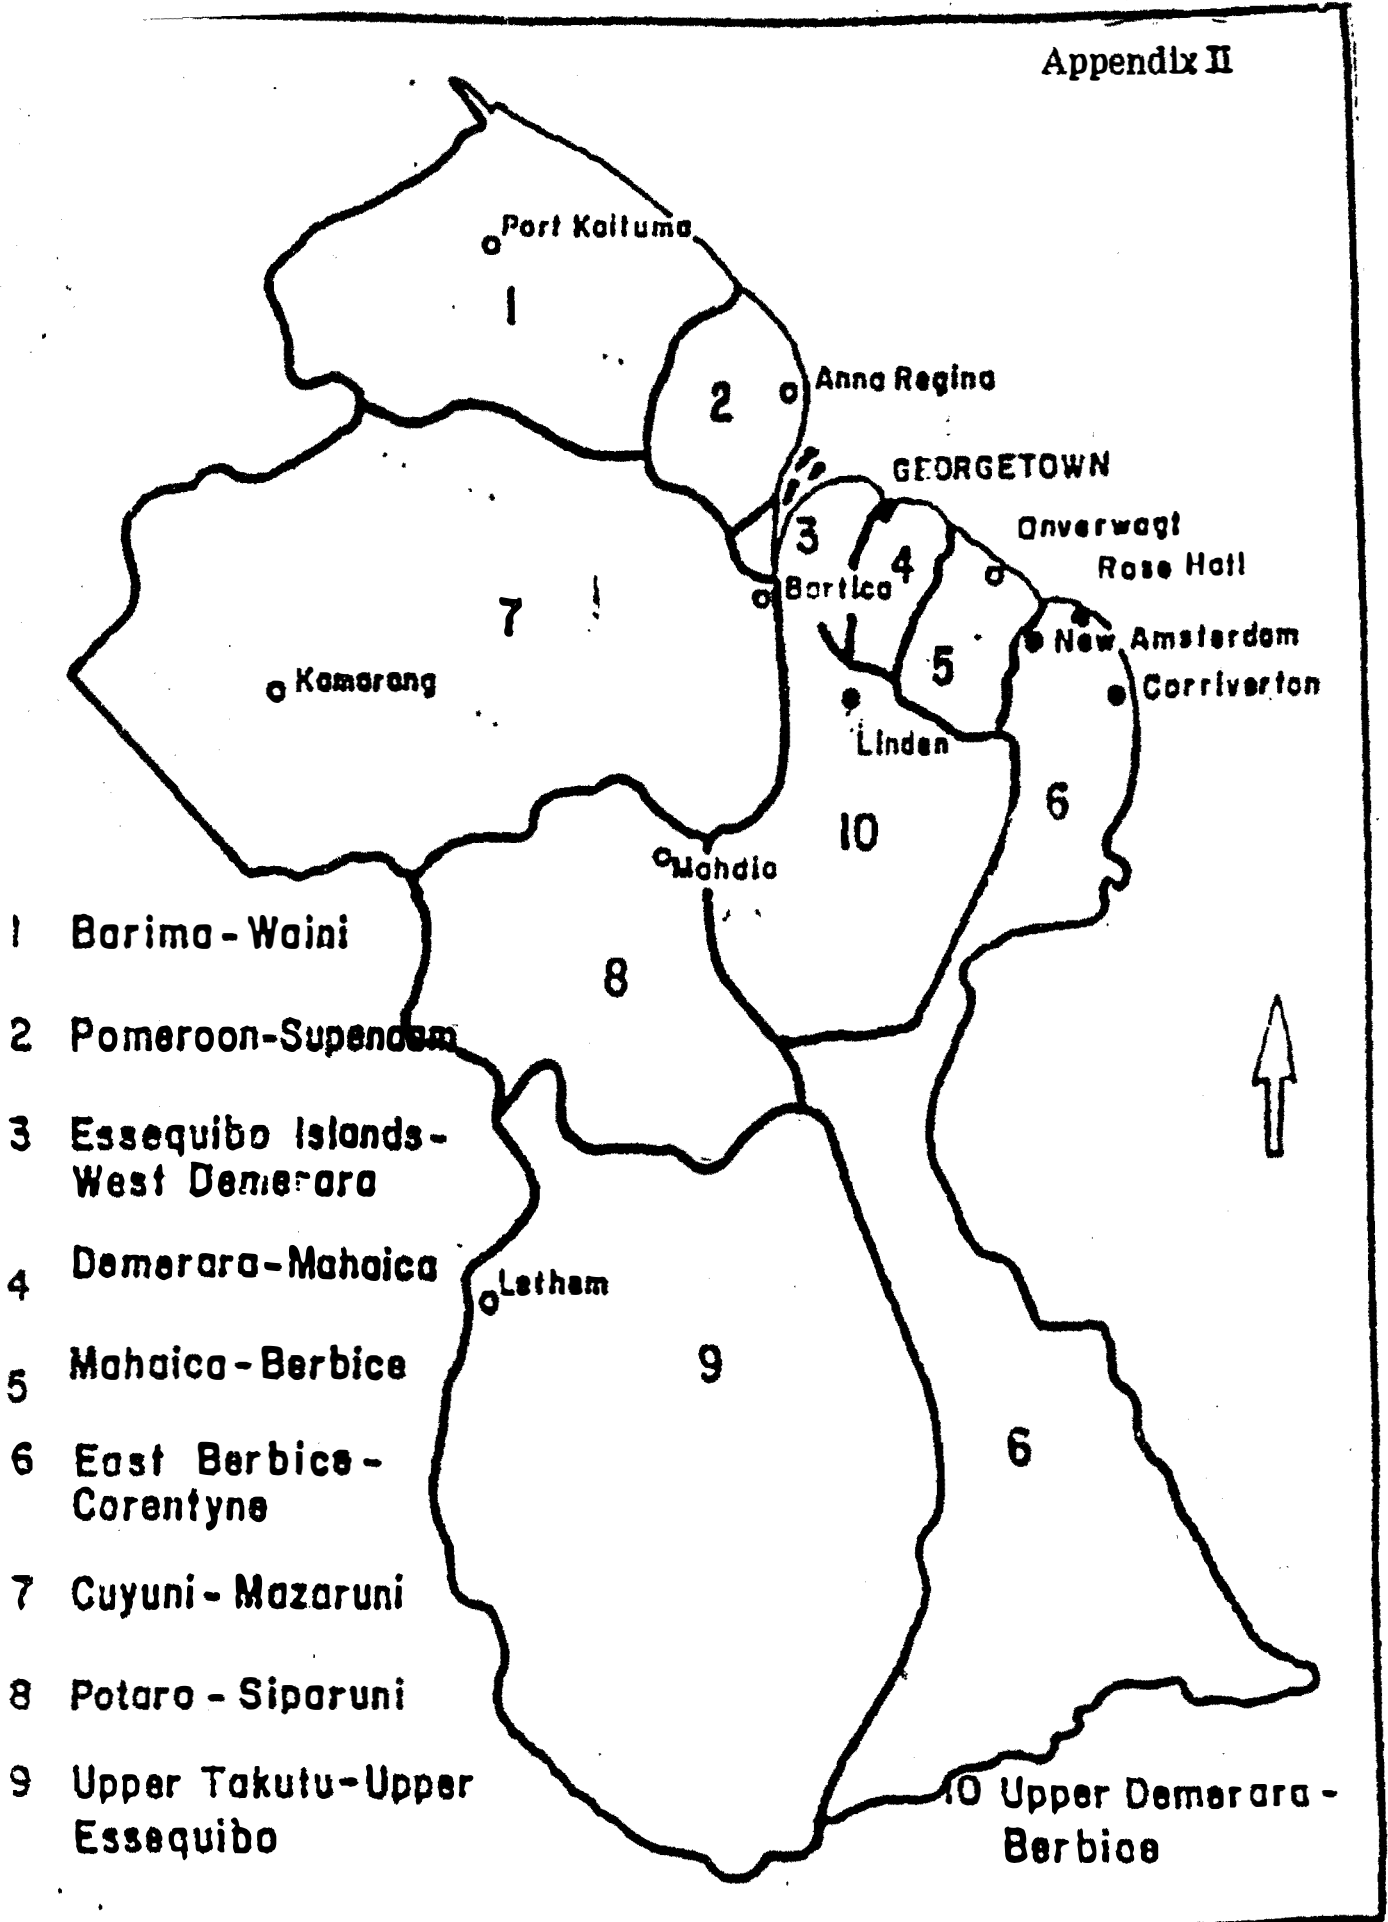 Appendix II
Port Kaituma
1
2
Anna Regina
GEORGETOWN
3
4
Onverwagt
Rose Hall
Bartica
7
New Amsterdam
5
Kamarang
Corriverton
Linden
6
10
Mahdia
8
1 Barima-Waini
2 Pomeroon-Supenaam
3 Essequibo Islands-
West Demerara
4 Demerara-Mahaica
Lethem
5 Mahaica-Berbice
9
6
6 East Berbice-
Corentyne
7 Cuyuni-Mazaruni
8 Potaro-Siparuni
9 Upper Takutu-Upper
Essequibo
10 Upper Demerara-
Berbice